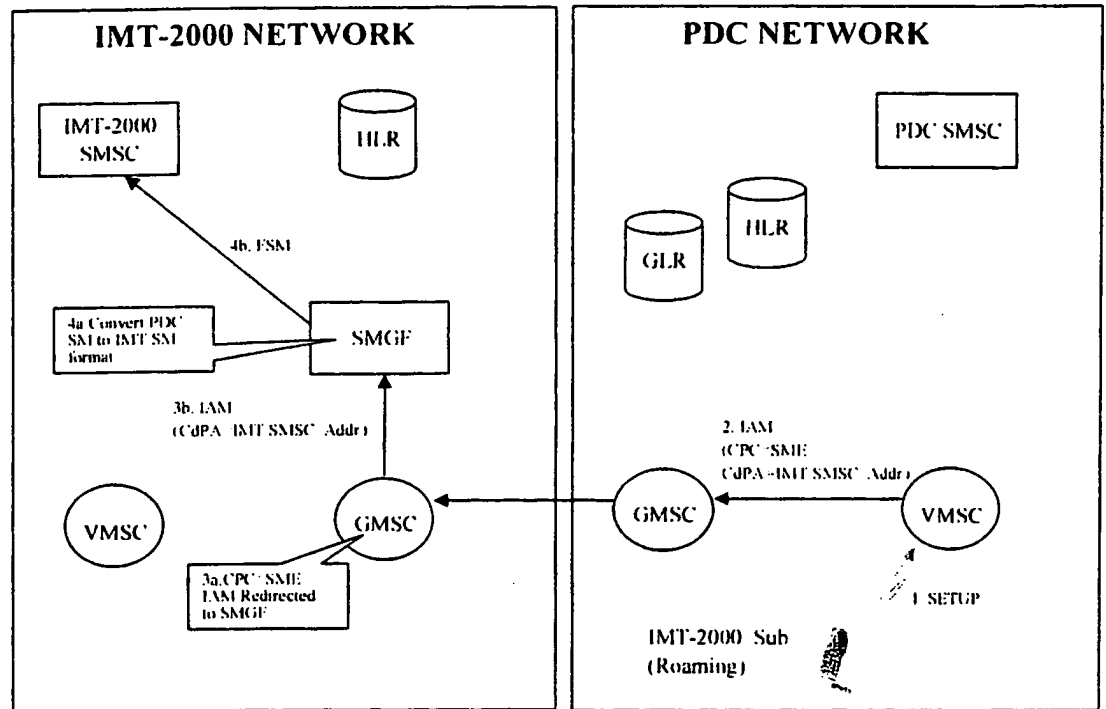 IMT-2000 NETWORK
IMT-2000
SMSC
HLR
4b. FSM
4a Convert PDC
SM to IMT SM
format
SMGF
3b. IAM
(CdPA=IMT SMSC Addr)
VMSC
GMSC
3a.CPC=SME
IAM Redirected
to SMGF
PDC NETWORK
PDC SMSC
HLR
GLR
2. IAM
(CPC=SME
CdPA=IMT SMSC Addr)
GMSC
VMSC
1. SETUP
IMT-2000 Sub
(Roaming)